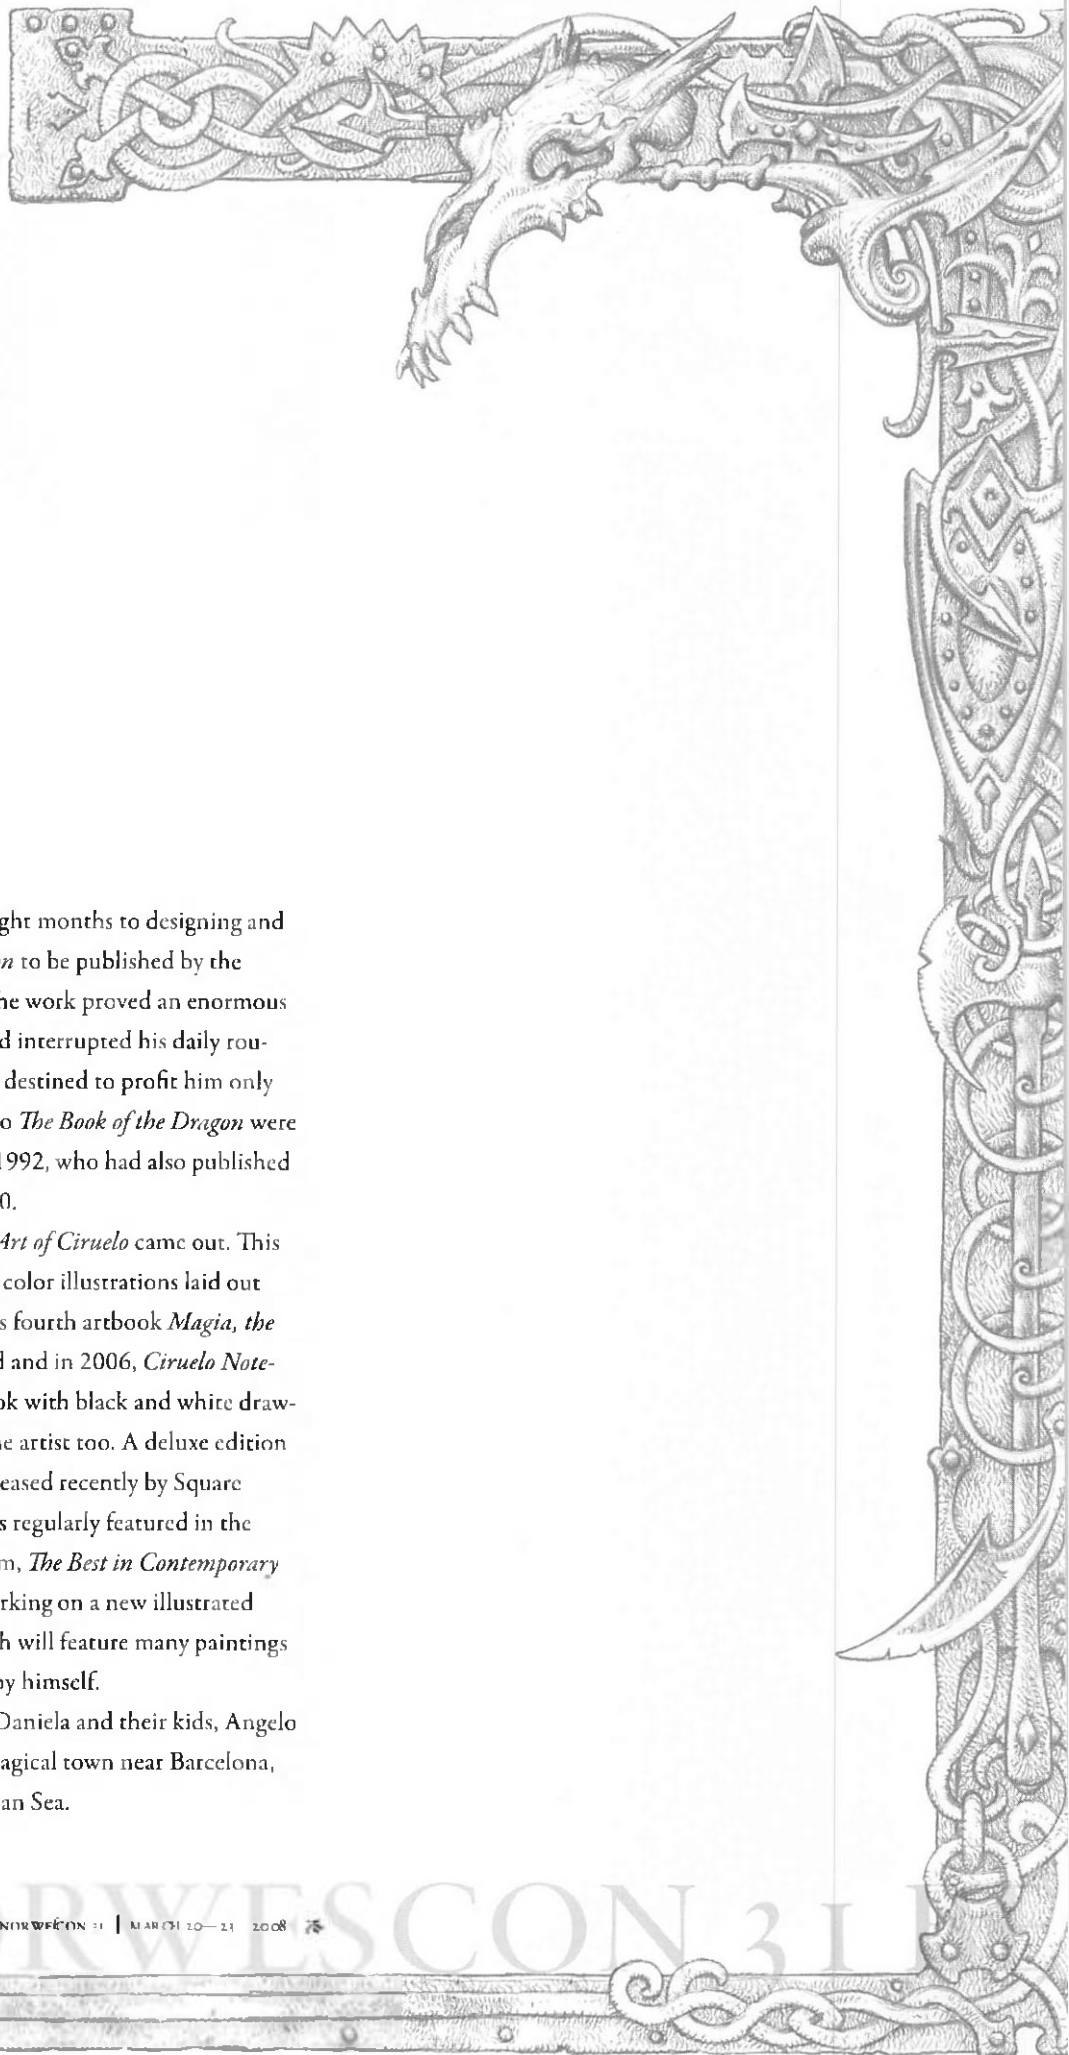 ght months to designing and
n to be published by the
he work proved an enormous
d interrupted his daily rou-
destined to profit him only
o The Book of the Dragon were
1992, who had also published
0.
Art of Ciruelo came out. This
color illustrations laid out
s fourth artbook Magia, the
d and in 2006, Ciruelo Note-
ok with black and white draw-
e artist too. A deluxe edition
eased recently by Square
s regularly featured in the
m, The Best in Contemporary
rking on a new illustrated
h will feature many paintings
by himself.
Daniela and their kids, Angelo
agical town near Barcelona,
an Sea.
NORWESCON 31 | MARCH 20—23 2008
RWESCON 31